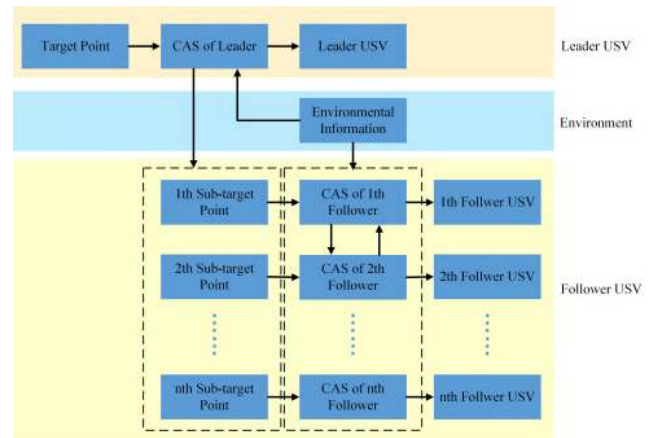 Target Point
CAS of Leader
Leader USV
Leader USV
Environmental
Information
Environment
1th Sub-target
Point
CAS of 1th
Follower
1th Follwer USV
2th Sub-target
Point
CAS of 2th
Follower
2th Follwer USV
Follower USV
nth Sub-target
Point
CAS of nth
Follower
nth Follwer USV